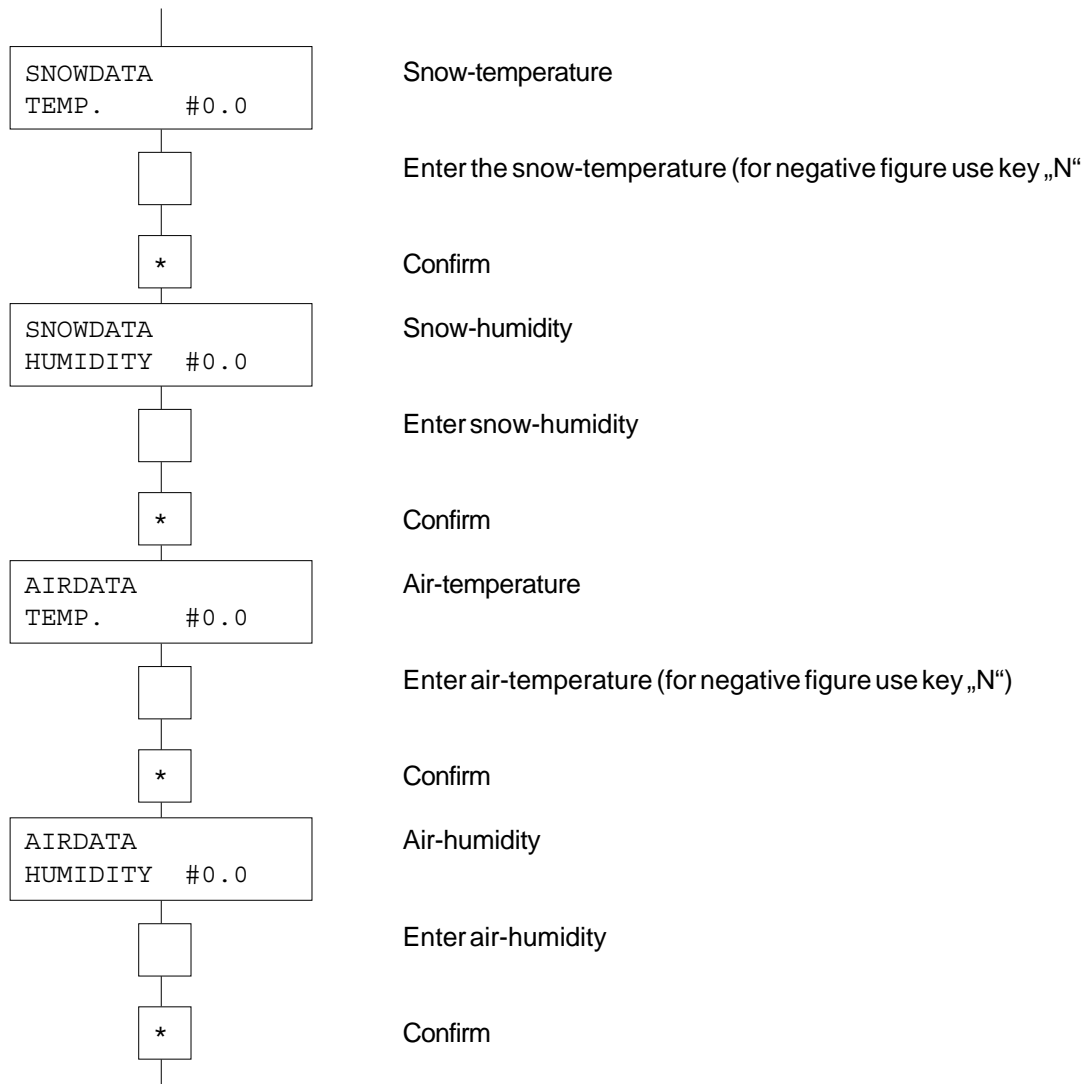 SNOWDATA
TEMP. #0.0
Snow-temperature
Enter the snow-temperature (for negative figure use key „N“
*
Confirm
SNOWDATA
HUMIDITY #0.0
Snow-humidity
Enter snow-humidity
*
Confirm
AIRDATA
TEMP. #0.0
Air-temperature
Enter air-temperature (for negative figure use key „N“)
*
Confirm
AIRDATA
HUMIDITY #0.0
Air-humidity
Enter air-humidity
*
Confirm